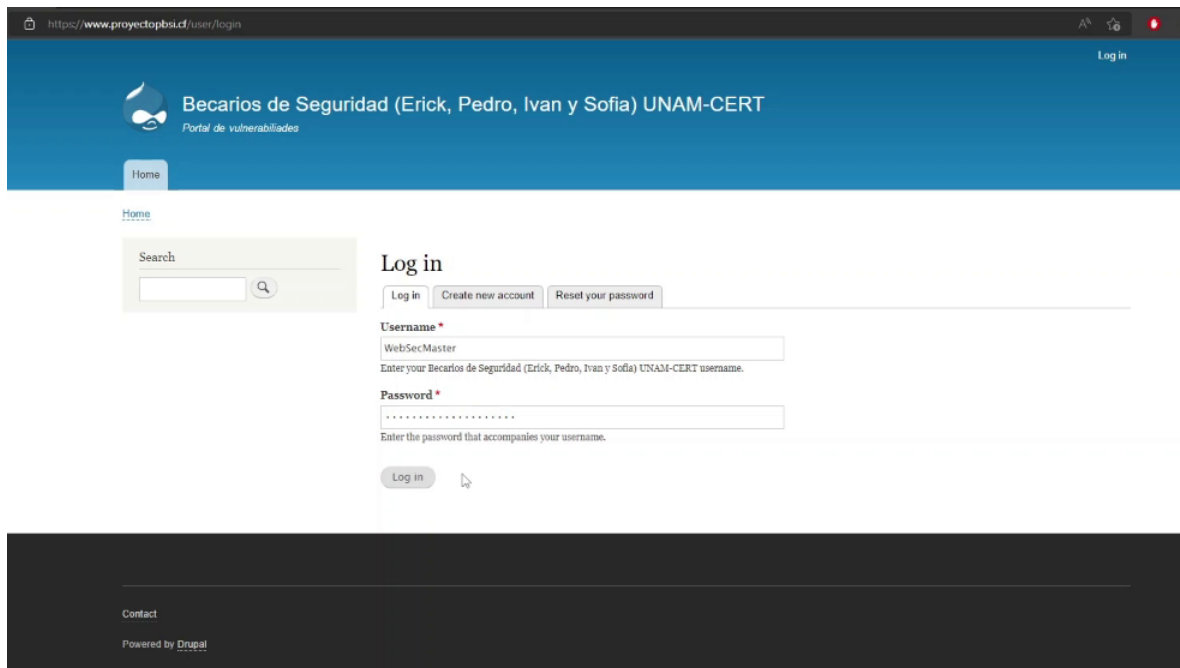 https://www.proyectopbsi.cf/user/login
Log in
Becarios de Seguridad (Erick, Pedro, Ivan y Sofia) UNAM-CERT
Portal de vulnerabiliades
Home
Home
Search
Log in
Log in Create new account Reset your password
Username *
WebSecMaster
Enter your Becarios de Seguridad (Erick, Pedro, Ivan y Sofia) UNAM-CERT username.
Password *
Enter the password that accompanies your username.
Log in
Contact
Powered by Drupal